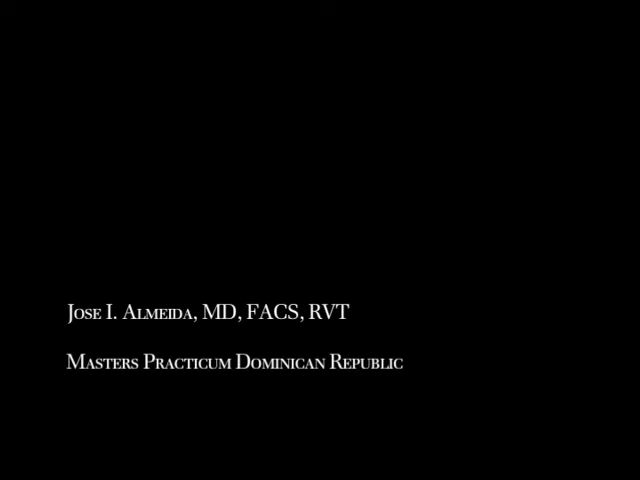 Jose I. Almeida, MD, FACS, RVT
Masters Practicum Dominican Republic